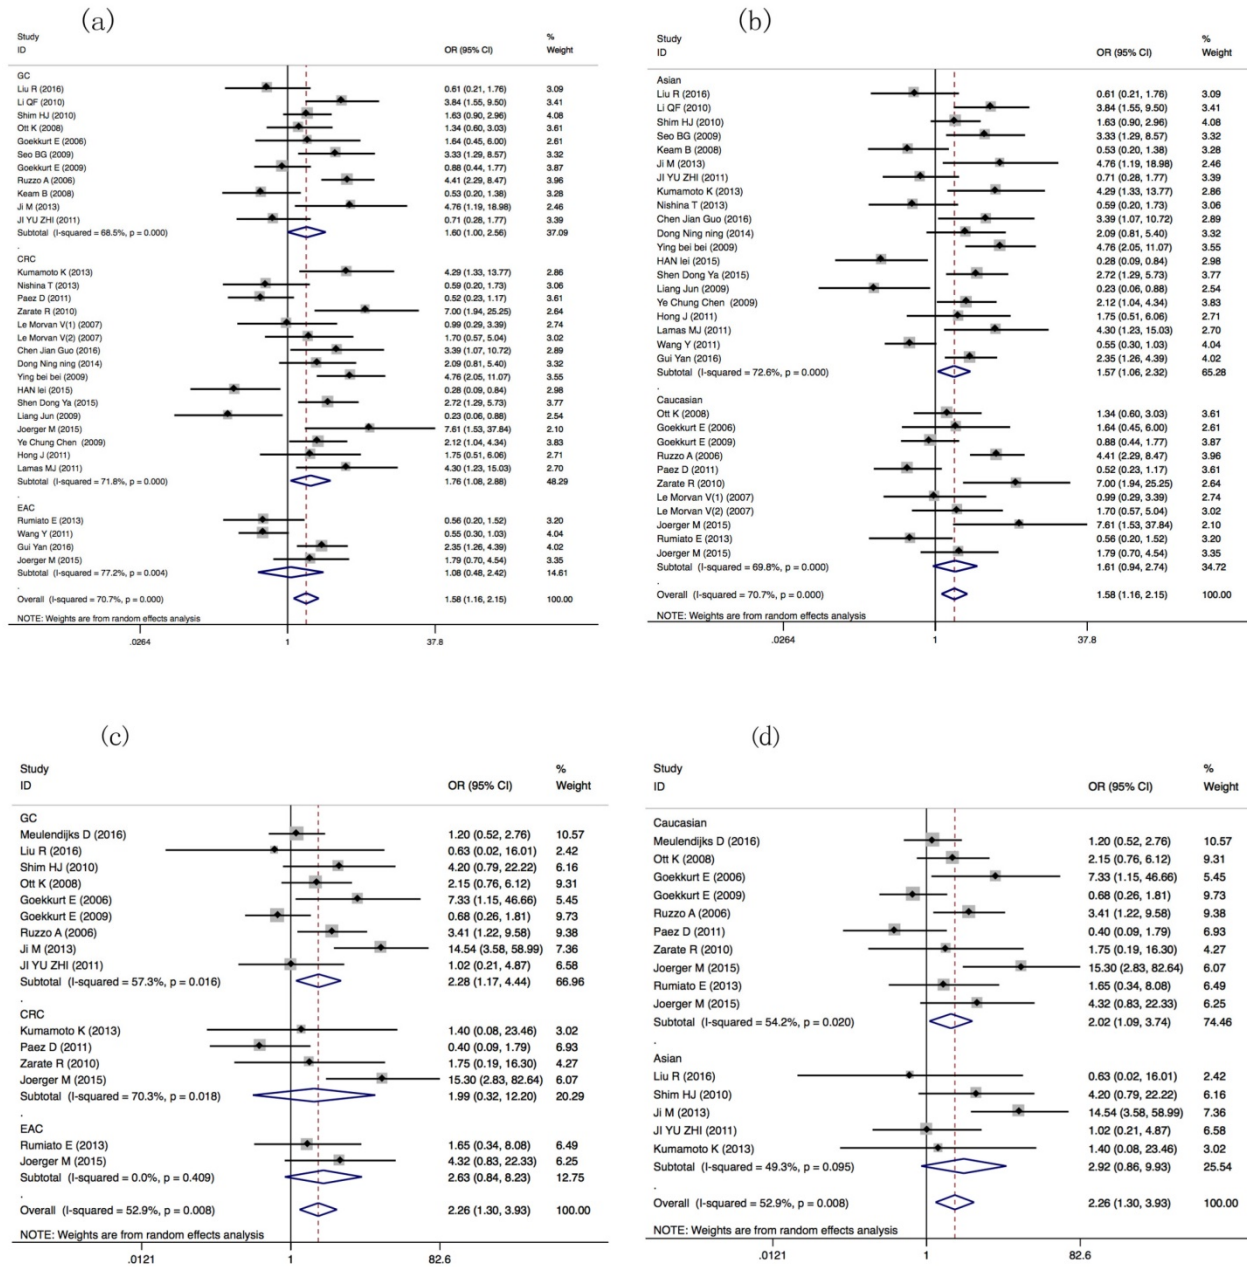 (a)
Study %
ID OR (95% CI) Weight
GC
Liu R (2016) 0.61 (0.21, 1.76) 3.09
Li QF (2010) 3.84 (1.55, 9.50) 3.41
Shim HJ (2010) 1.63 (0.90, 2.96) 4.08
Ott K (2008) 1.34 (0.60, 3.03) 3.61
Goekkurt E (2006) 1.64 (0.45, 6.00) 2.61
Seo BG (2009) 3.33 (1.29, 8.57) 3.32
Goekkurt E (2009) 0.88 (0.44, 1.77) 3.87
Ruzzo A (2006) 4.41 (2.29, 8.47) 3.96
Keam B (2008) 0.53 (0.20, 1.38) 3.28
Ji M (2013) 4.76 (1.19, 18.98) 2.46
JI YU ZHI (2011) 0.71 (0.28, 1.77) 3.39
Subtotal (I-squared = 68.5%, p = 0.000) 1.60 (1.00, 2.56) 37.09
.
CRC
Kumamoto K (2013) 4.29 (1.33, 13.77) 2.86
Nishina T (2013) 0.59 (0.20, 1.73) 3.06
Paez D (2011) 0.52 (0.23, 1.17) 3.61
Zarate R (2010) 7.00 (1.94, 25.25) 2.64
Le Morvan V(1) (2007) 0.99 (0.29, 3.39) 2.74
Le Morvan V(2) (2007) 1.70 (0.57, 5.04) 3.02
Chen Jian Guo (2016) 3.39 (1.07, 10.72) 2.89
Dong Ning ning (2014) 2.09 (0.81, 5.40) 3.32
Ying bei bei (2009) 4.76 (2.05, 11.07) 3.55
HAN lei (2015) 0.28 (0.09, 0.84) 2.98
Shen Dong Ya (2015) 2.72 (1.29, 5.73) 3.77
Liang Jun (2009) 0.23 (0.06, 0.88) 2.54
Joerger M (2015) 7.61 (1.53, 37.84) 2.10
Ye Chung Chen (2009) 2.12 (1.04, 4.34) 3.83
Hong J (2011) 1.75 (0.51, 6.06) 2.71
Lamas MJ (2011) 4.30 (1.23, 15.03) 2.70
Subtotal (I-squared = 71.8%, p = 0.000) 1.76 (1.08, 2.88) 48.29
.
EAC
Rumiato E (2013) 0.56 (0.20, 1.52) 3.20
Wang Y (2011) 0.55 (0.30, 1.03) 4.04
Gui Yan (2016) 2.35 (1.26, 4.39) 4.02
Joerger M (2015) 1.79 (0.70, 4.54) 3.35
Subtotal (I-squared = 77.2%, p = 0.004) 1.08 (0.48, 2.42) 14.61
.
Overall (I-squared = 70.7%, p = 0.000) 1.58 (1.16, 2.15) 100.00
NOTE: Weights are from random effects analysis
.0264 1 37.8
(b)
Study %
ID OR (95% CI) Weight
Asian
Liu R (2016) 0.61 (0.21, 1.76) 3.09
Li QF (2010) 3.84 (1.55, 9.50) 3.41
Shim HJ (2010) 1.63 (0.90, 2.96) 4.08
Seo BG (2009) 3.33 (1.29, 8.57) 3.32
Keam B (2008) 0.53 (0.20, 1.38) 3.28
Ji M (2013) 4.76 (1.19, 18.98) 2.46
JI YU ZHI (2011) 0.71 (0.28, 1.77) 3.39
Kumamoto K (2013) 4.29 (1.33, 13.77) 2.86
Nishina T (2013) 0.59 (0.20, 1.73) 3.06
Chen Jian Guo (2016) 3.39 (1.07, 10.72) 2.89
Dong Ning ning (2014) 2.09 (0.81, 5.40) 3.32
Ying bei bei (2009) 4.76 (2.05, 11.07) 3.55
HAN lei (2015) 0.28 (0.09, 0.84) 2.98
Shen Dong Ya (2015) 2.72 (1.29, 5.73) 3.77
Liang Jun (2009) 0.23 (0.06, 0.88) 2.54
Ye Chung Chen (2009) 2.12 (1.04, 4.34) 3.83
Hong J (2011) 1.75 (0.51, 6.06) 2.71
Lamas MJ (2011) 4.30 (1.23, 15.03) 2.70
Wang Y (2011) 0.55 (0.30, 1.03) 4.04
Gui Yan (2016) 2.35 (1.26, 4.39) 4.02
Subtotal (I-squared = 72.6%, p = 0.000) 1.57 (1.06, 2.32) 65.28
.
Caucasian
Ott K (2008) 1.34 (0.60, 3.03) 3.61
Goekkurt E (2006) 1.64 (0.45, 6.00) 2.61
Goekkurt E (2009) 0.88 (0.44, 1.77) 3.87
Ruzzo A (2006) 4.41 (2.29, 8.47) 3.96
Paez D (2011) 0.52 (0.23, 1.17) 3.61
Zarate R (2010) 7.00 (1.94, 25.25) 2.64
Le Morvan V(1) (2007) 0.99 (0.29, 3.39) 2.74
Le Morvan V(2) (2007) 1.70 (0.57, 5.04) 3.02
Joerger M (2015) 7.61 (1.53, 37.84) 2.10
Rumiato E (2013) 0.56 (0.20, 1.52) 3.20
Joerger M (2015) 1.79 (0.70, 4.54) 3.35
Subtotal (I-squared = 69.8%, p = 0.000) 1.61 (0.94, 2.74) 34.72
.
Overall (I-squared = 70.7%, p = 0.000) 1.58 (1.16, 2.15) 100.00
NOTE: Weights are from random effects analysis
.0264 1 37.8
(c)
Study %
ID OR (95% CI) Weight
GC
Meulendijks D (2016) 1.20 (0.52, 2.76) 10.57
Liu R (2016) 0.63 (0.02, 16.01) 2.42
Shim HJ (2010) 4.20 (0.79, 22.22) 6.16
Ott K (2008) 2.15 (0.76, 6.12) 9.31
Goekkurt E (2006) 7.33 (1.15, 46.66) 5.45
Goekkurt E (2009) 0.68 (0.26, 1.81) 9.73
Ruzzo A (2006) 3.41 (1.22, 9.58) 9.38
Ji M (2013) 14.54 (3.58, 58.99) 7.36
JI YU ZHI (2011) 1.02 (0.21, 4.87) 6.58
Subtotal (I-squared = 57.3%, p = 0.016) 2.28 (1.17, 4.44) 66.96
.
CRC
Kumamoto K (2013) 1.40 (0.08, 23.46) 3.02
Paez D (2011) 0.40 (0.09, 1.79) 6.93
Zarate R (2010) 1.75 (0.19, 16.30) 4.27
Joerger M (2015) 15.30 (2.83, 82.64) 6.07
Subtotal (I-squared = 70.3%, p = 0.018) 1.99 (0.32, 12.20) 20.29
.
EAC
Rumiato E (2013) 1.65 (0.34, 8.08) 6.49
Joerger M (2015) 4.32 (0.83, 22.33) 6.25
Subtotal (I-squared = 0.0%, p = 0.409) 2.63 (0.84, 8.23) 12.75
.
Overall (I-squared = 52.9%, p = 0.008) 2.26 (1.30, 3.93) 100.00
NOTE: Weights are from random effects analysis
.0121 1 82.6
(d)
Study %
ID OR (95% CI) Weight
Caucasian
Meulendijks D (2016) 1.20 (0.52, 2.76) 10.57
Ott K (2008) 2.15 (0.76, 6.12) 9.31
Goekkurt E (2006) 7.33 (1.15, 46.66) 5.45
Goekkurt E (2009) 0.68 (0.26, 1.81) 9.73
Ruzzo A (2006) 3.41 (1.22, 9.58) 9.38
Paez D (2011) 0.40 (0.09, 1.79) 6.93
Zarate R (2010) 1.75 (0.19, 16.30) 4.27
Joerger M (2015) 15.30 (2.83, 82.64) 6.07
Rumiato E (2013) 1.65 (0.34, 8.08) 6.49
Joerger M (2015) 4.32 (0.83, 22.33) 6.25
Subtotal (I-squared = 54.2%, p = 0.020) 2.02 (1.09, 3.74) 74.46
.
Asian
Liu R (2016) 0.63 (0.02, 16.01) 2.42
Shim HJ (2010) 4.20 (0.79, 22.22) 6.16
Ji M (2013) 14.54 (3.58, 58.99) 7.36
JI YU ZHI (2011) 1.02 (0.21, 4.87) 6.58
Kumamoto K (2013) 1.40 (0.08, 23.46) 3.02
Subtotal (I-squared = 49.3%, p = 0.095) 2.92 (0.86, 9.93) 25.54
.
Overall (I-squared = 52.9%, p = 0.008) 2.26 (1.30, 3.93) 100.00
NOTE: Weights are from random effects analysis
.0121 1 82.6